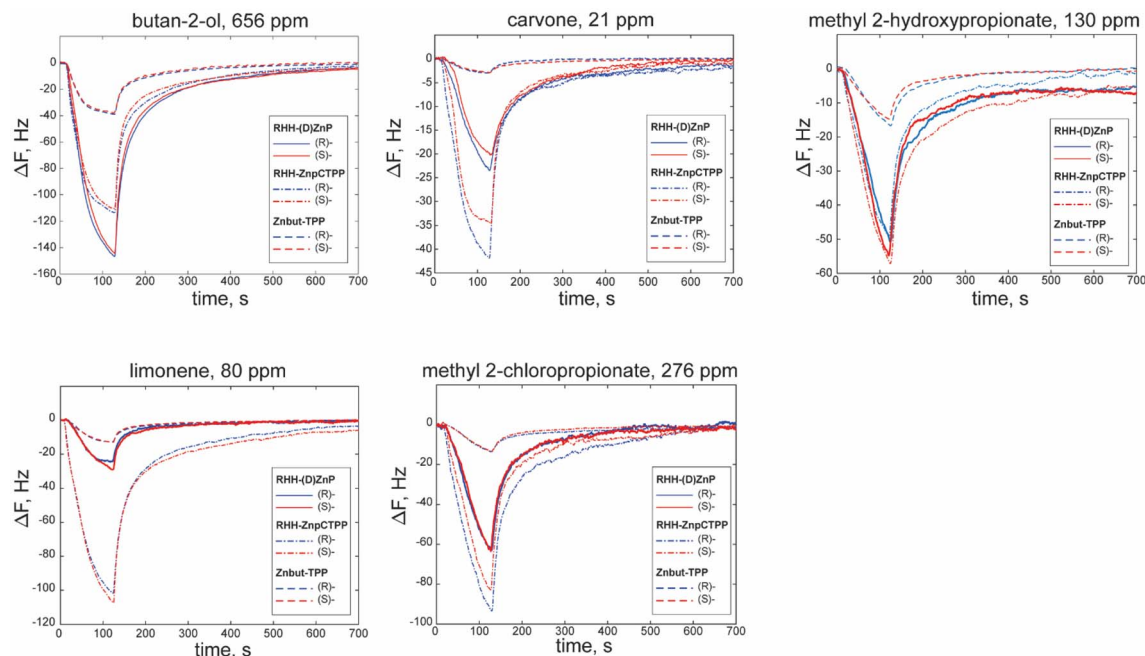 butan-2-ol, 656 ppm
0
-20
-40
-60
-80
-100
-120
-140
-160
ΔF, Hz
RHH-(D)ZnP
(R)-
(S)-
RHH-ZnpCTPP
(R)-
(S)-
Znbut-TPP
(R)-
(S)-
0 100 200 300 400 500 600 700
time, s
carvone, 21 ppm
5
0
-5
-10
-15
-20
-25
-30
-35
-40
-45
ΔF, Hz
RHH-(D)ZnP
(R)-
(S)-
RHH-ZnpCTPP
(R)-
(S)-
Znbut-TPP
(R)-
(S)-
0 100 200 300 400 500 600 700
time, s
methyl 2-hydroxypropionate, 130 ppm
10
0
-10
-20
-30
-40
-50
-60
ΔF, Hz
RHH-(D)ZnP
(R)-
(S)-
RHH-ZnpCTPP
(R)-
(S)-
Znbut-TPP
(R)-
(S)-
0 100 200 300 400 500 600 700
time, s
limonene, 80 ppm
20
0
-20
-40
-60
-80
-100
-120
ΔF, Hz
RHH-(D)ZnP
(R)-
(S)-
RHH-ZnpCTPP
(R)-
(S)-
Znbut-TPP
(R)-
(S)-
0 100 200 300 400 500 600 700
time, s
methyl 2-chloropropionate, 276 ppm
20
0
-20
-40
-60
-80
-100
ΔF, Hz
RHH-(D)ZnP
(R)-
(S)-
RHH-ZnpCTPP
(R)-
(S)-
Znbut-TPP
(R)-
(S)-
0 100 200 300 400 500 600 700
time, s